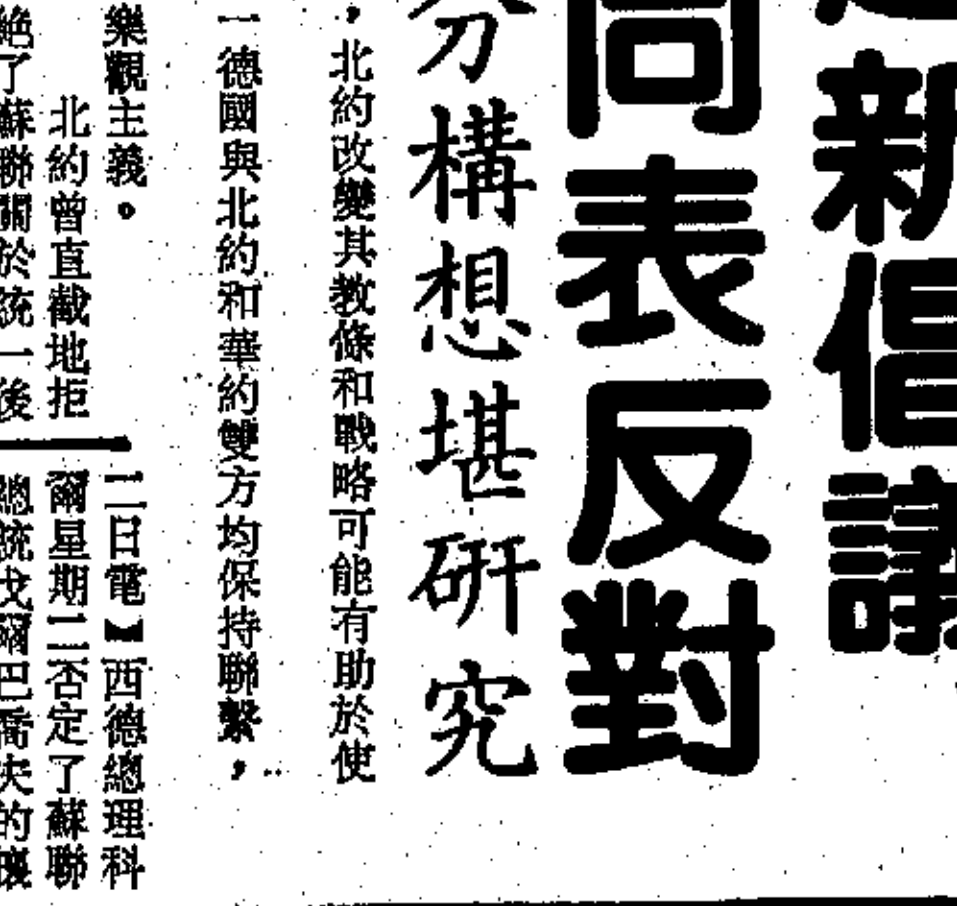 新倡議
同表反對
構想堪研究
，北約改變其教條和戰略可能有助於使
一德國與北約和華約雙方均保持聯繫，
樂觀主義。
北約曾直截地拒
絕了蘇聯關於統一後
二日電】西德總理科
爾星期二否定了蘇聯
總統戈爾巴喬夫的